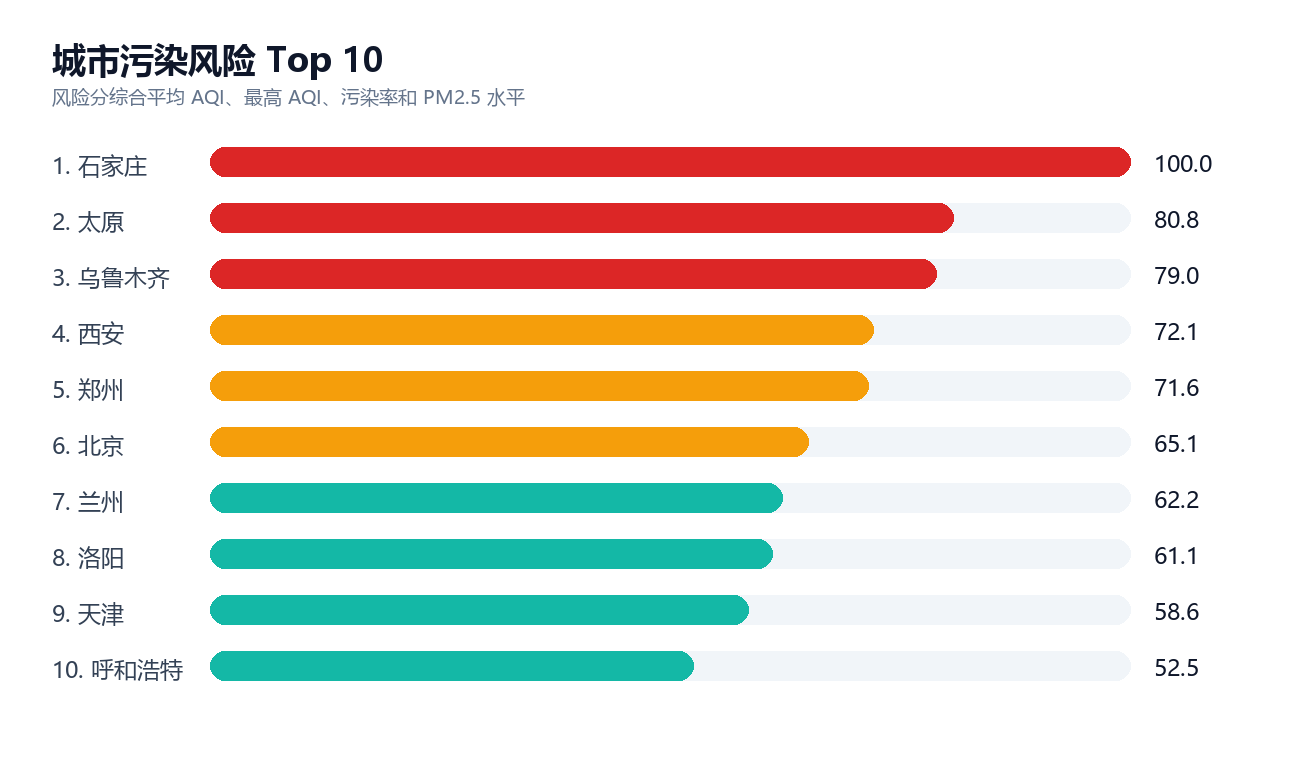 城市污染风险 Top 10
风险分综合平均 AQI、最高 AQI、污染率和 PM2.5 水平
1. 石家庄 100.0
2. 太原 80.8
3. 乌鲁木齐 79.0
4. 西安 72.1
5. 郑州 71.6
6. 北京 65.1
7. 兰州 62.2
8. 洛阳 61.1
9. 天津 58.6
10. 呼和浩特 52.5